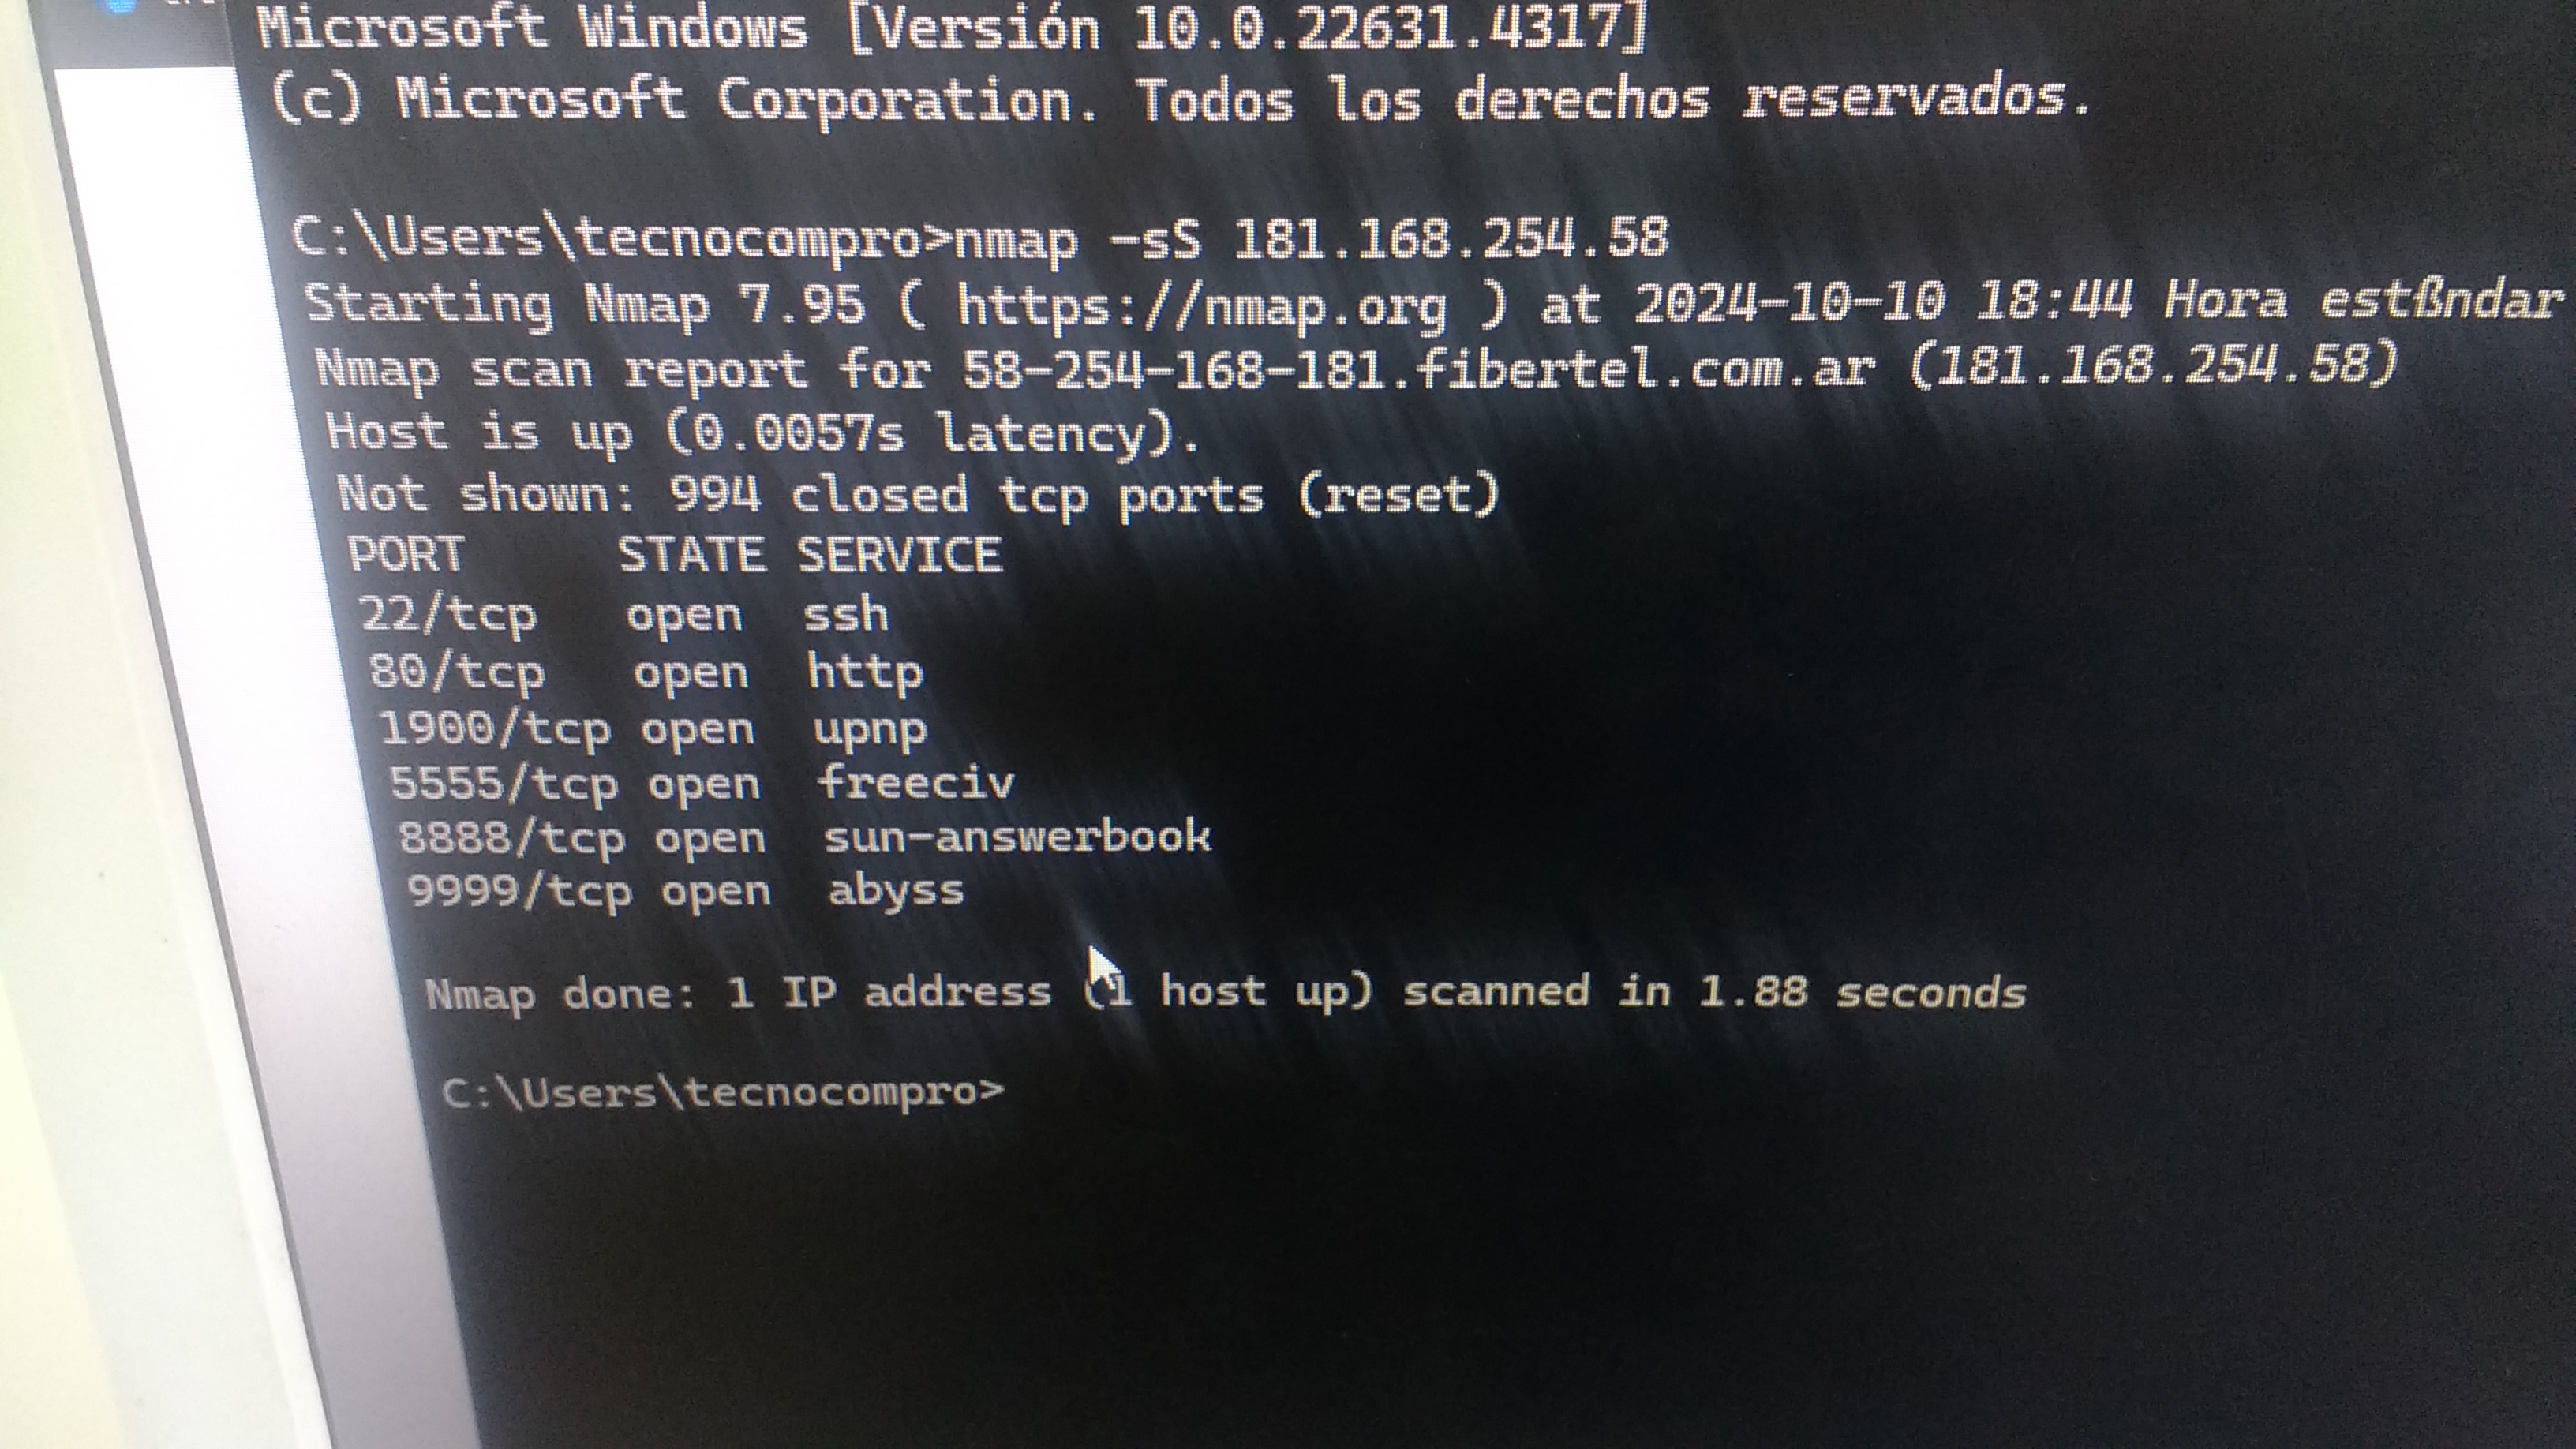 Microsoft Windows [Versión 10.0.22631.4317]
(c) Microsoft Corporation. Todos los derechos reservados.
C:\Users\tecnocompro>nmap -sS 181.168.254.58
Starting Nmap 7.95 ( https://nmap.org ) at 2024-10-10 18:44 Hora estßndar
Nmap scan report for 58-254-168-181.fibertel.com.ar (181.168.254.58)
Host is up (0.0057s latency).
Not shown: 994 closed tcp ports (reset)
PORT STATE SERVICE
22/tcp open ssh
80/tcp open http
1900/tcp open upnp
5555/tcp open freeciv
8888/tcp open sun-answerbook
9999/tcp open abyss
Nmap done: 1 IP address (1 host up) scanned in 1.88 seconds
C:\Users\tecnocompro>